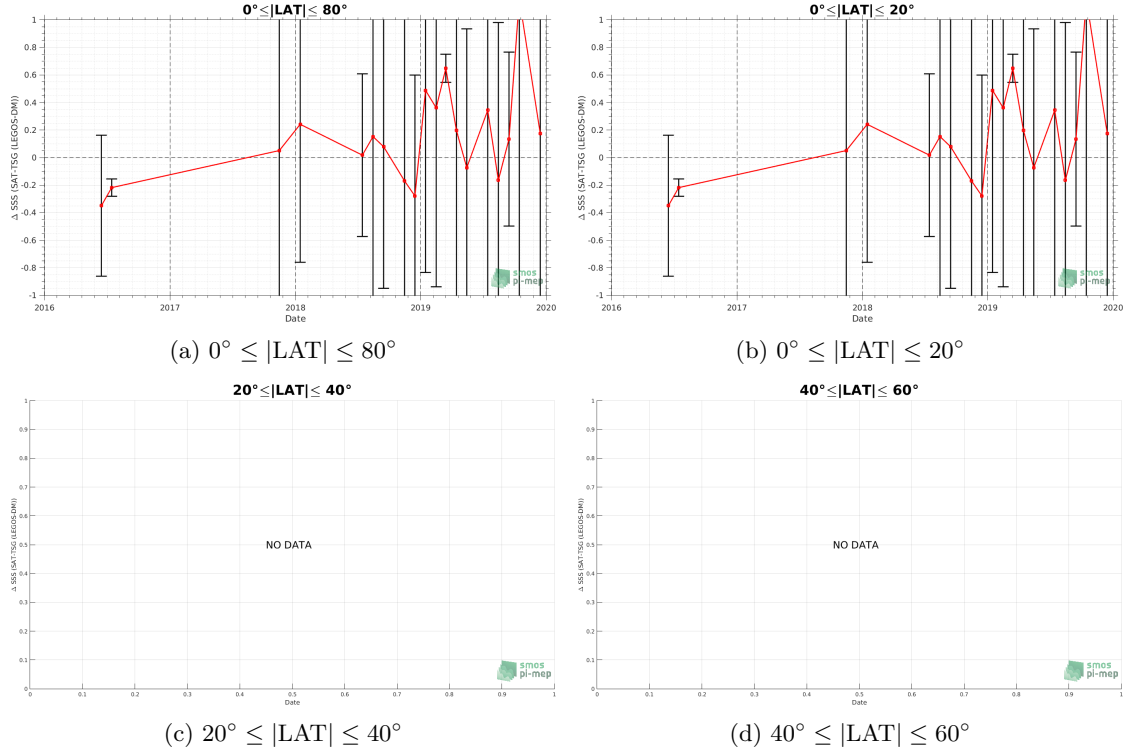 0°≤|LAT|≤ 80°
1
0.8
0.6
0.4
0.2
0
-0.2
-0.4
-0.6
-0.8
-1
Δ SSS (SAT-TSG (LEGOS-DM))
2016
2017
2018
2019
2020
Date
smos
pi-mep
(a) 0° ≤ |LAT| ≤ 80°
0°≤|LAT|≤ 20°
1
0.8
0.6
0.4
0.2
0
-0.2
-0.4
-0.6
-0.8
-1
Δ SSS (SAT-TSG (LEGOS-DM))
2016
2017
2018
2019
2020
Date
smos
pi-mep
(b) 0° ≤ |LAT| ≤ 20°
20°≤|LAT|≤ 40°
1
0.9
0.8
0.7
0.6
0.5
0.4
0.3
0.2
0.1
0
Δ SSS (SAT-TSG (LEGOS-DM))
NO DATA
0
0.1
0.2
0.3
0.4
0.5
0.6
0.7
0.8
0.9
1
Date
smos
pi-mep
(c) 20° ≤ |LAT| ≤ 40°
40°≤|LAT|≤ 60°
1
0.9
0.8
0.7
0.6
0.5
0.4
0.3
0.2
0.1
0
Δ SSS (SAT-TSG (LEGOS-DM))
NO DATA
0
0.1
0.2
0.3
0.4
0.5
0.6
0.7
0.8
0.9
1
Date
smos
pi-mep
(d) 40° ≤ |LAT| ≤ 60°